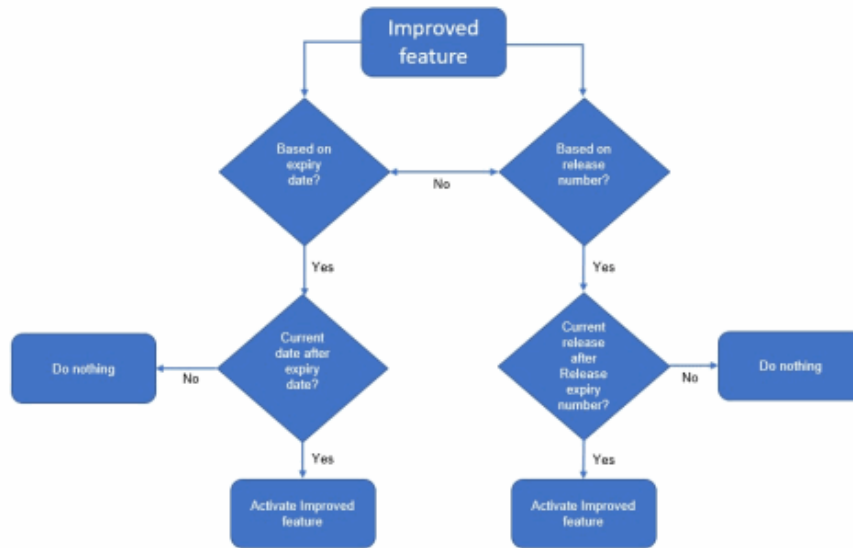 Improved
feature
Based on
expiry
date?
No
Based on
release
number?
Yes
Yes
Do nothing
No
Current
date after
expiry
date?
Current
release
after
Release
expiry
number?
No
Do nothing
Yes
Yes
Activate Improved
feature
Activate Improved
feature